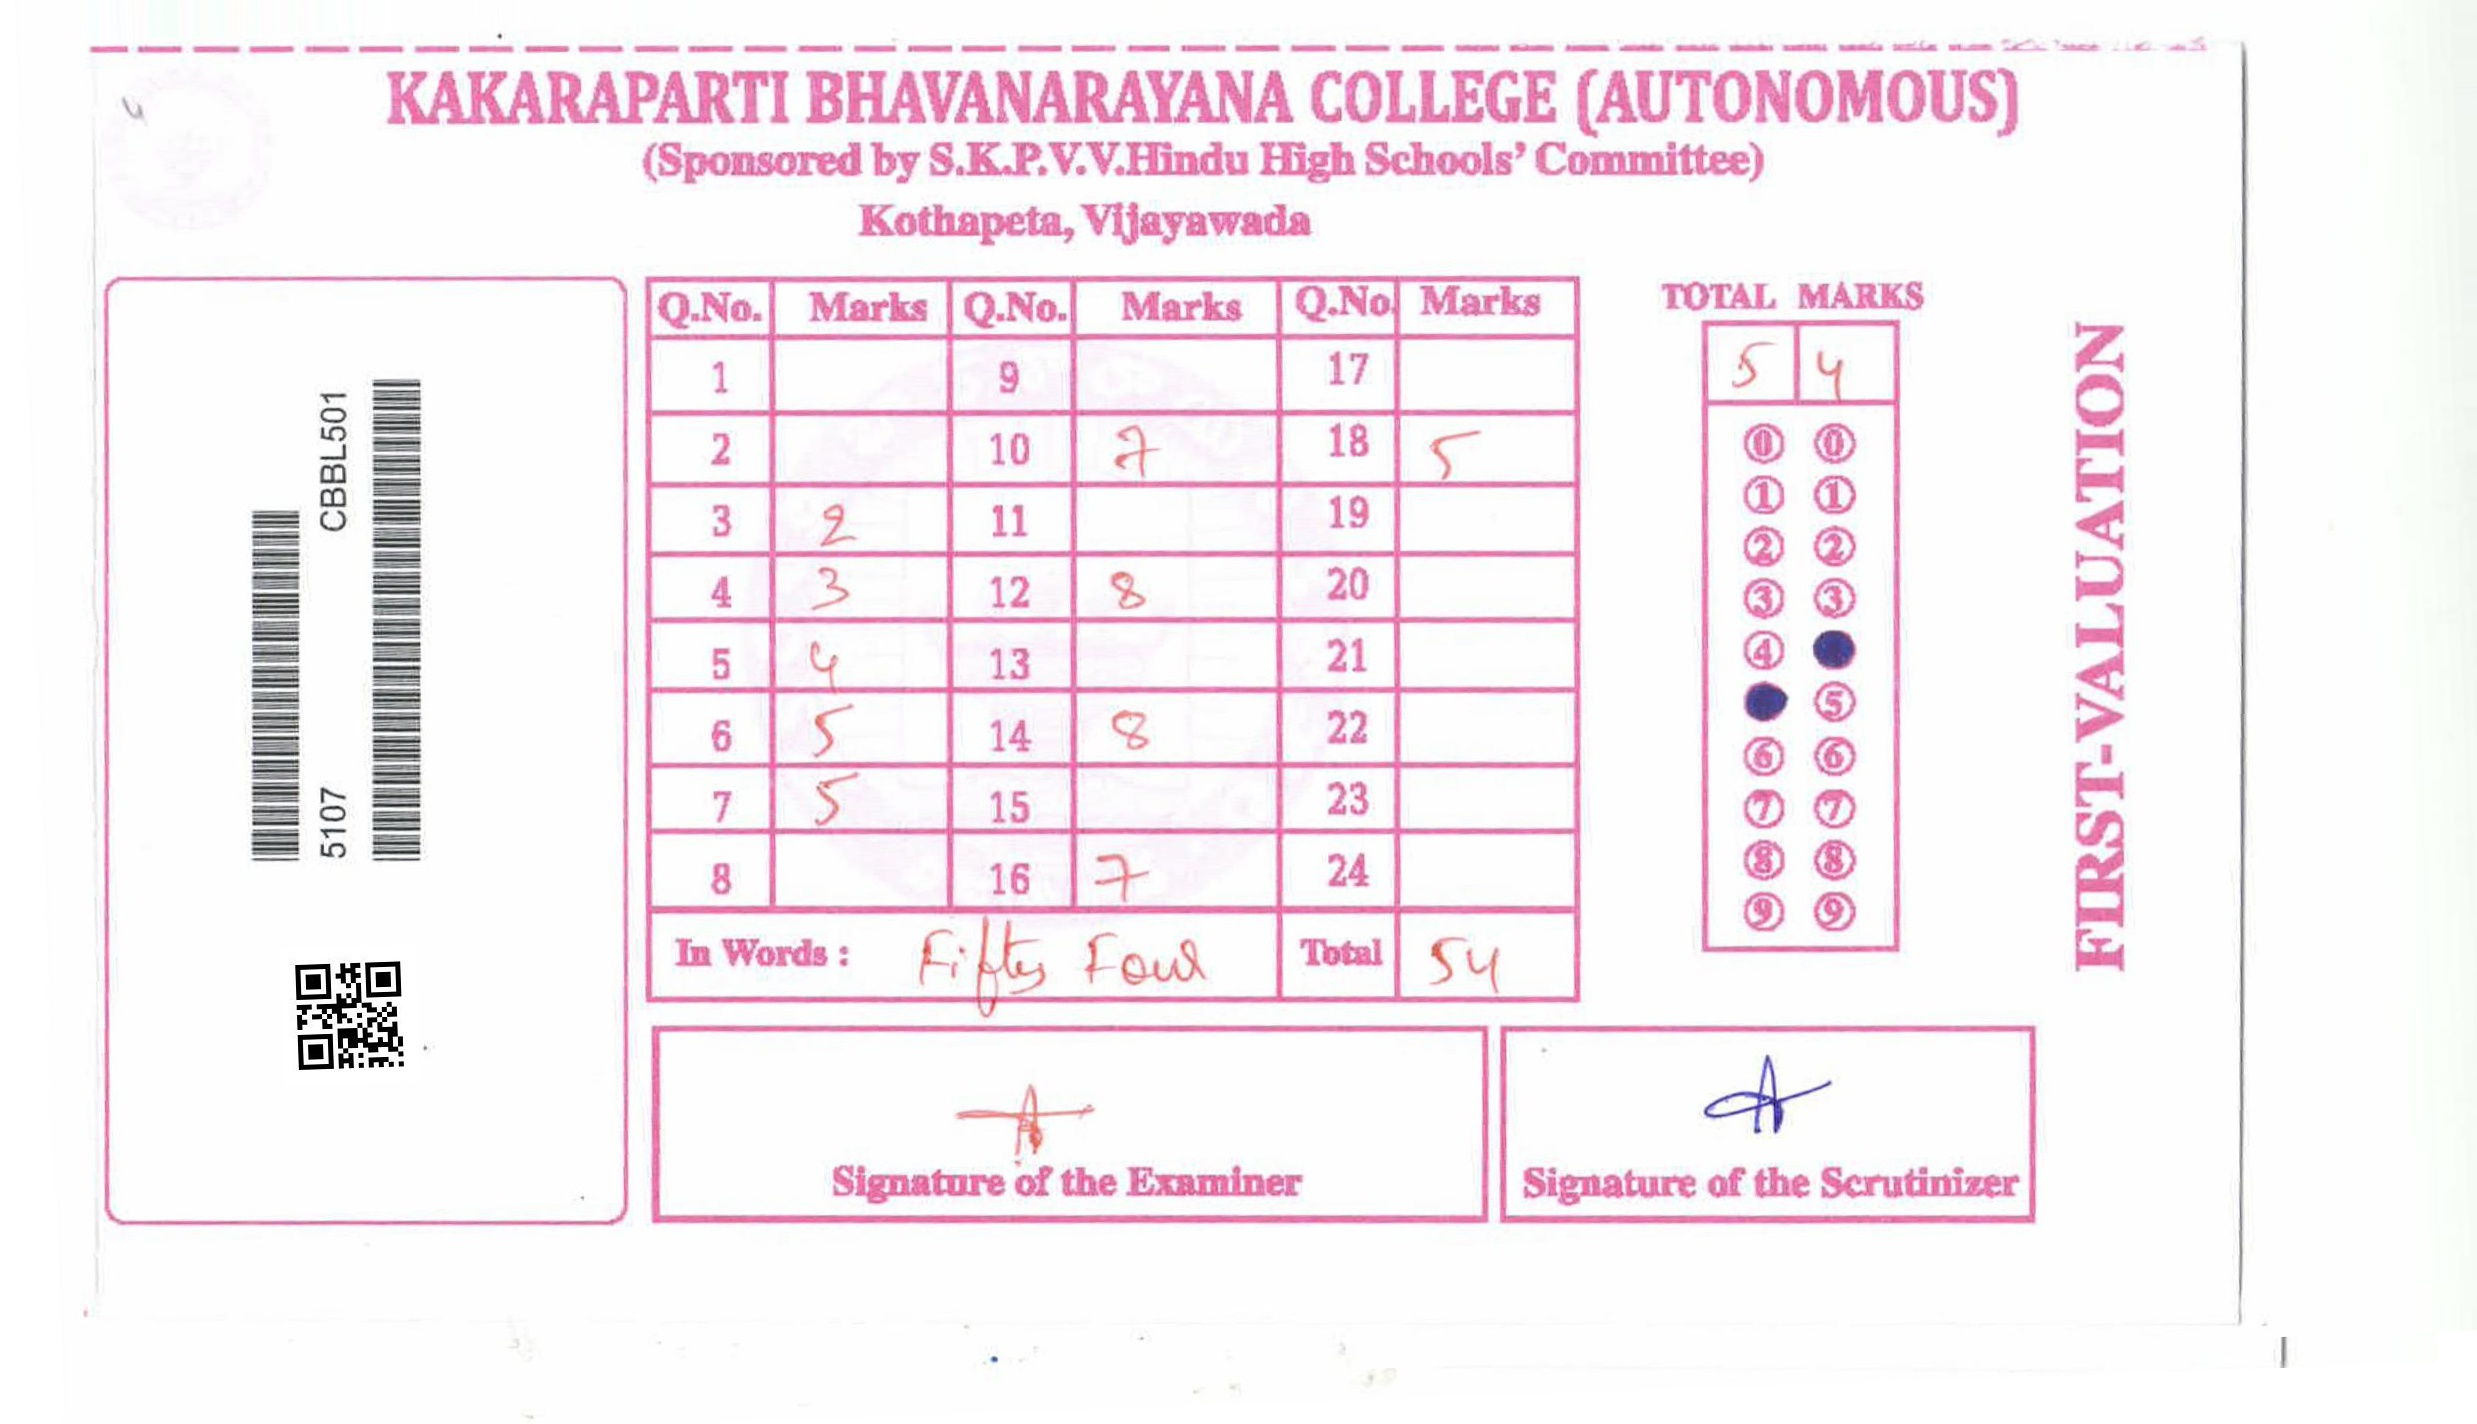 KAKARAPARTI BHAVANARAYANA COLLEGE (AUTONOMOUS)
(Sponsored by S.K.P.V.V.Hindu High Schools' Committee)
Kothapeta, Vijayawada
CBBL501
5107
Q.No. Marks Q.No. Marks Q.No. Marks
1 9 17
2 10 7 18 5
3 2 11 19
4 3 12 8 20
5 4 13 21
6 5 14 8 22
7 5 15 23
8 16 7 24
In Words : Fifty Four Total 54
TOTAL MARKS
5 4
0 0
1 1
2 2
3 3
4
5
6 6
7 7
8 8
9 9
FIRST-VALUATION
Signature of the Examiner
Signature of the Scrutinizer